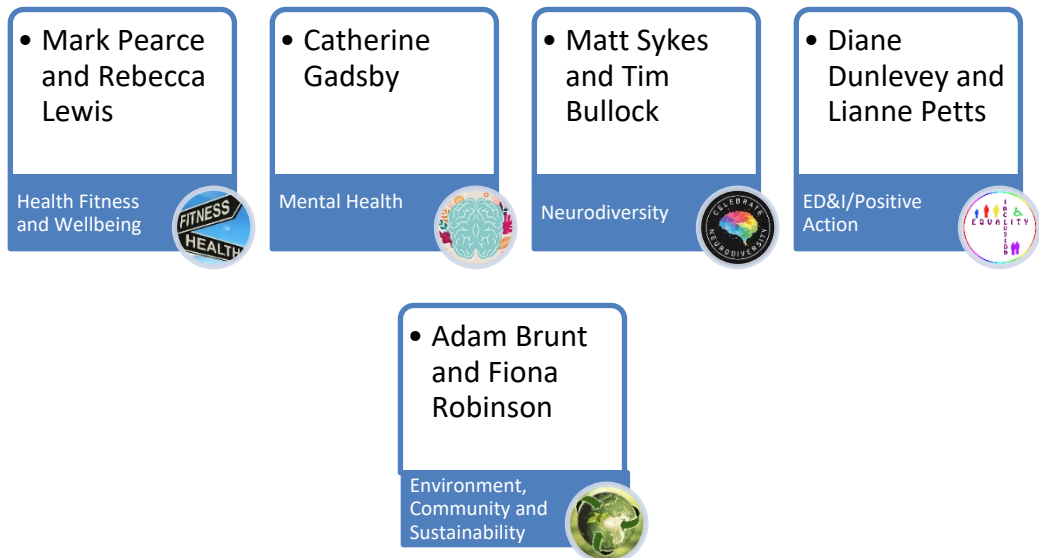 • Mark Pearce
and Rebecca
Lewis
Health Fitness
and Wellbeing
FITNESS
HEALTH
• Catherine
Gadsby
Mental Health
• Matt Sykes
and Tim
Bullock
Neurodiversity
CELEBRATE
NEURODIVERSITY
• Diane
Dunlevey and
Lianne Petts
ED&I/Positive
Action
EQUALITY
INCLUSION
• Adam Brunt
and Fiona
Robinson
Environment,
Community and
Sustainability